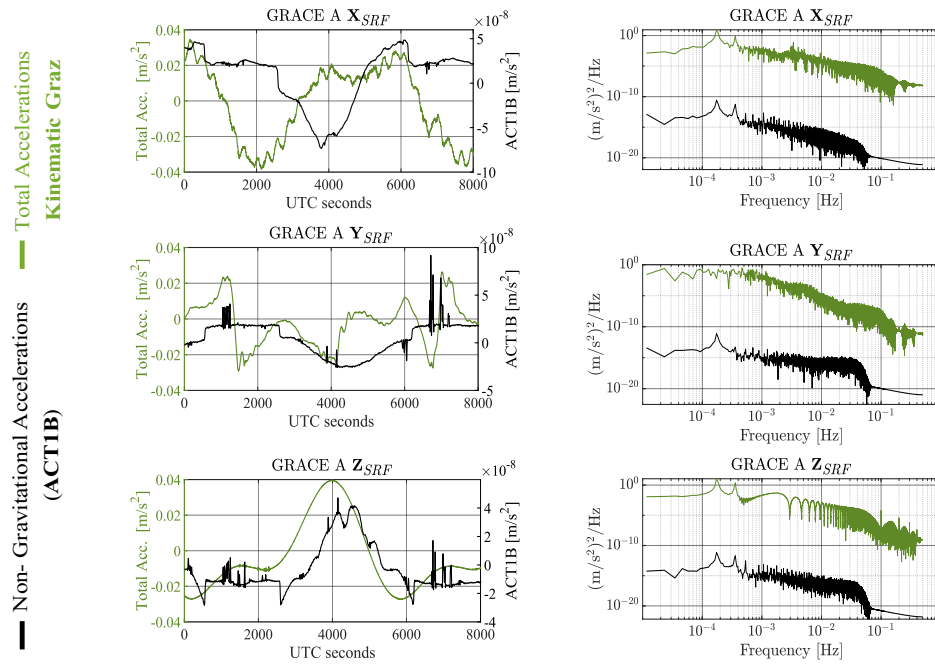 Total Accelerations
Kinematic Graz
Non- Gravitational Accelerations
(ACT1B)
GRACE A X_SRF
×10⁻⁸
Total Acc. [m/s²]
0.04
0.02
0
-0.02
-0.04
5
0
-5
-10
ACT1B [m/s²]
0 2000 4000 6000 8000
UTC seconds
GRACE A X_SRF
(m/s²)²/Hz
10⁰
10⁻¹⁰
10⁻²⁰
10⁻⁴ 10⁻³ 10⁻² 10⁻¹
Frequency [Hz]
GRACE A Y_SRF
×10⁻⁸
Total Acc. [m/s²]
0.04
0.02
0
-0.02
-0.04
10
5
0
-5
ACT1B [m/s²]
0 2000 4000 6000 8000
UTC seconds
GRACE A Y_SRF
(m/s²)²/Hz
10⁰
10⁻¹⁰
10⁻²⁰
10⁻⁴ 10⁻³ 10⁻² 10⁻¹
Frequency [Hz]
GRACE A Z_SRF
×10⁻⁸
Total Acc. [m/s²]
0.04
0.02
0
-0.02
-0.04
4
2
0
-2
-4
ACT1B [m/s²]
0 2000 4000 6000 8000
UTC seconds
GRACE A Z_SRF
(m/s²)²/Hz
10⁰
10⁻¹⁰
10⁻²⁰
10⁻⁴ 10⁻³ 10⁻² 10⁻¹
Frequency [Hz]